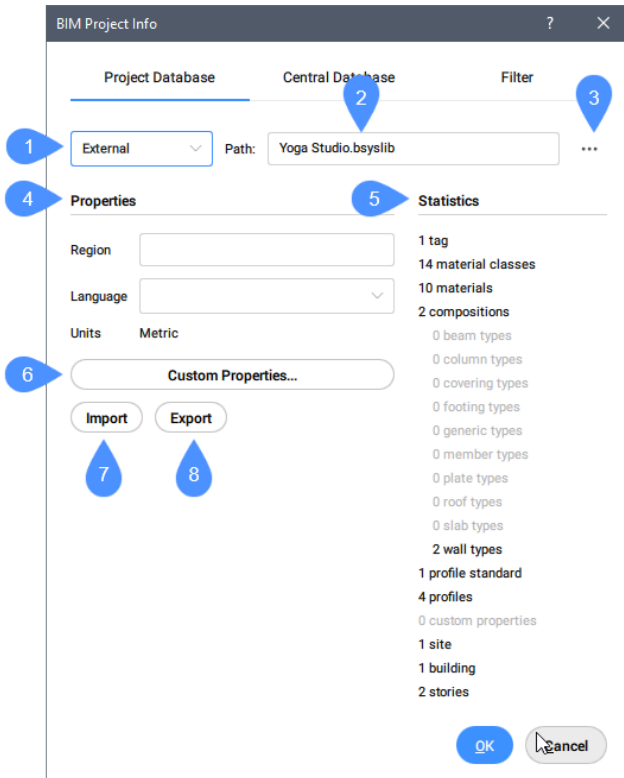 BIM Project Info ? ×
Project Database Central Database Filter
2 3
1 External Path: Yoga Studio.bsyslib ...
4 Properties 5 Statistics
Region
Language
Units Metric
6 Custom Properties...
Import Export
7 8
1 tag
14 material classes
10 materials
2 compositions
0 beam types
0 column types
0 covering types
0 footing types
0 generic types
0 member types
0 plate types
0 roof types
0 slab types
2 wall types
1 profile standard
4 profiles
0 custom properties
1 site
1 building
2 stories
OK Cancel